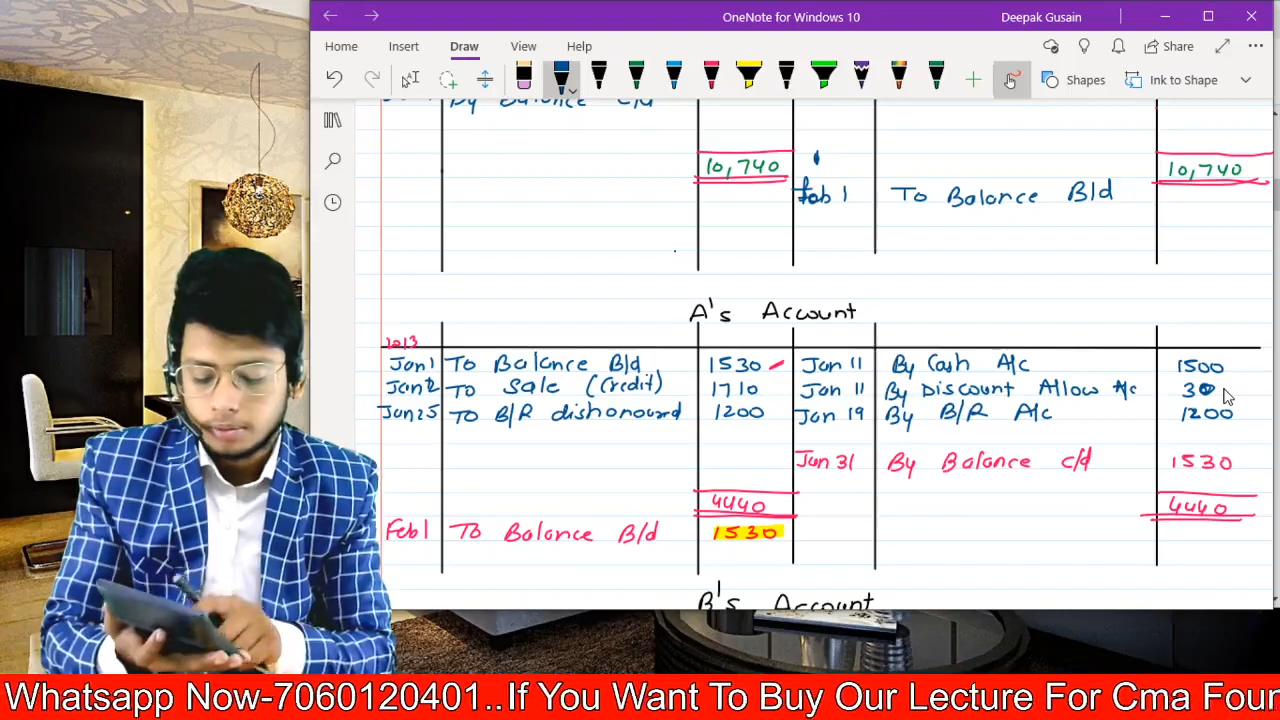 OneNote for Windows 10
Deepak Gusain
Home Insert Draw View Help
Share
Shapes
Ink to Shape
By Balance c/d
10,740
10,740
Feb 1 To Balance B/d
A's Account
Jan 1 To Balance B/d 1530 Jan 11 By Cash A/c 1500
Jan 2 To Sale (Credit) 1710 Jan 11 By Discount Allow A/c 30
Jan 25 To B/R dishonourd 1200 Jan 19 By B/R A/c 1200
Jan 31 By Balance c/d 1530
4440 4440
Feb 1 To Balance B/d 1530
B's Account
Whatsapp Now-7060120401..If You Want To Buy Our Lecture For Cma Four